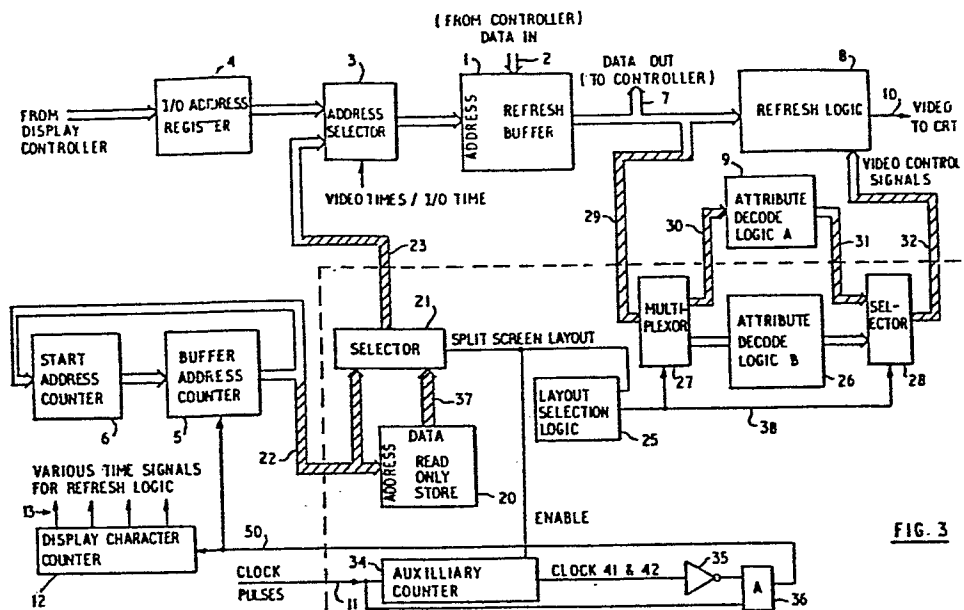 (FROM CONTROLLER)
DATA IN
DATA OUT
(TO CONTROLLER)
4
3
1
2
7
8
FROM
DISPLAY
CONTROLLER
I/O ADDRESS
REGISTER
ADDRESS
SELECTOR
ADDRESS
REFRESH
BUFFER
REFRESH LOGIC
10
VIDEO
TO CRT
VIDEO TIMES / I/O TIME
9
VIDEO CONTROL
SIGNALS
29
30
ATTRIBUTE
DECODE
LOGIC A
31
32
23
21
START
ADDRESS
COUNTER
BUFFER
ADDRESS
COUNTER
SELECTOR
SPLIT SCREEN LAYOUT
MULTI-
PLEXOR
ATTRIBUTE
DECODE
LOGIC B
SEL-
ECTOR
27
26
28
6
5
22
37
LAYOUT
SELECTION
LOGIC
25
38
ADDRESS
DATA
READ
ONLY
STORE
20
VARIOUS TIME SIGNALS
FOR REFRESH LOGIC
13
ENABLE
FIG. 3
50
DISPLAY CHARACTER
COUNTER
12
CLOCK
PULSES
11
34
AUXILLIARY
COUNTER
CLOCK 41 & 42
35
A
36